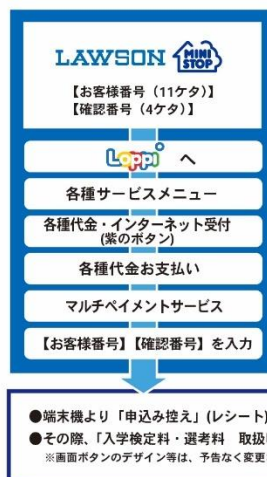 LAWSON MINI STOP
【お客様番号（11ケタ）】
【確認番号（4ケタ）】
Loppi へ
各種サービスメニュー
各種代金・インターネット受付
(紫のボタン)
各種代金お支払い
マルチペイメントサービス
【お客様番号】【確認番号】を入力
●端末機より「申込み控え」(レシート)
●その際、「入学検定料・選考料 取扱
※画面ボタンのデザイン等は、予告なく変更